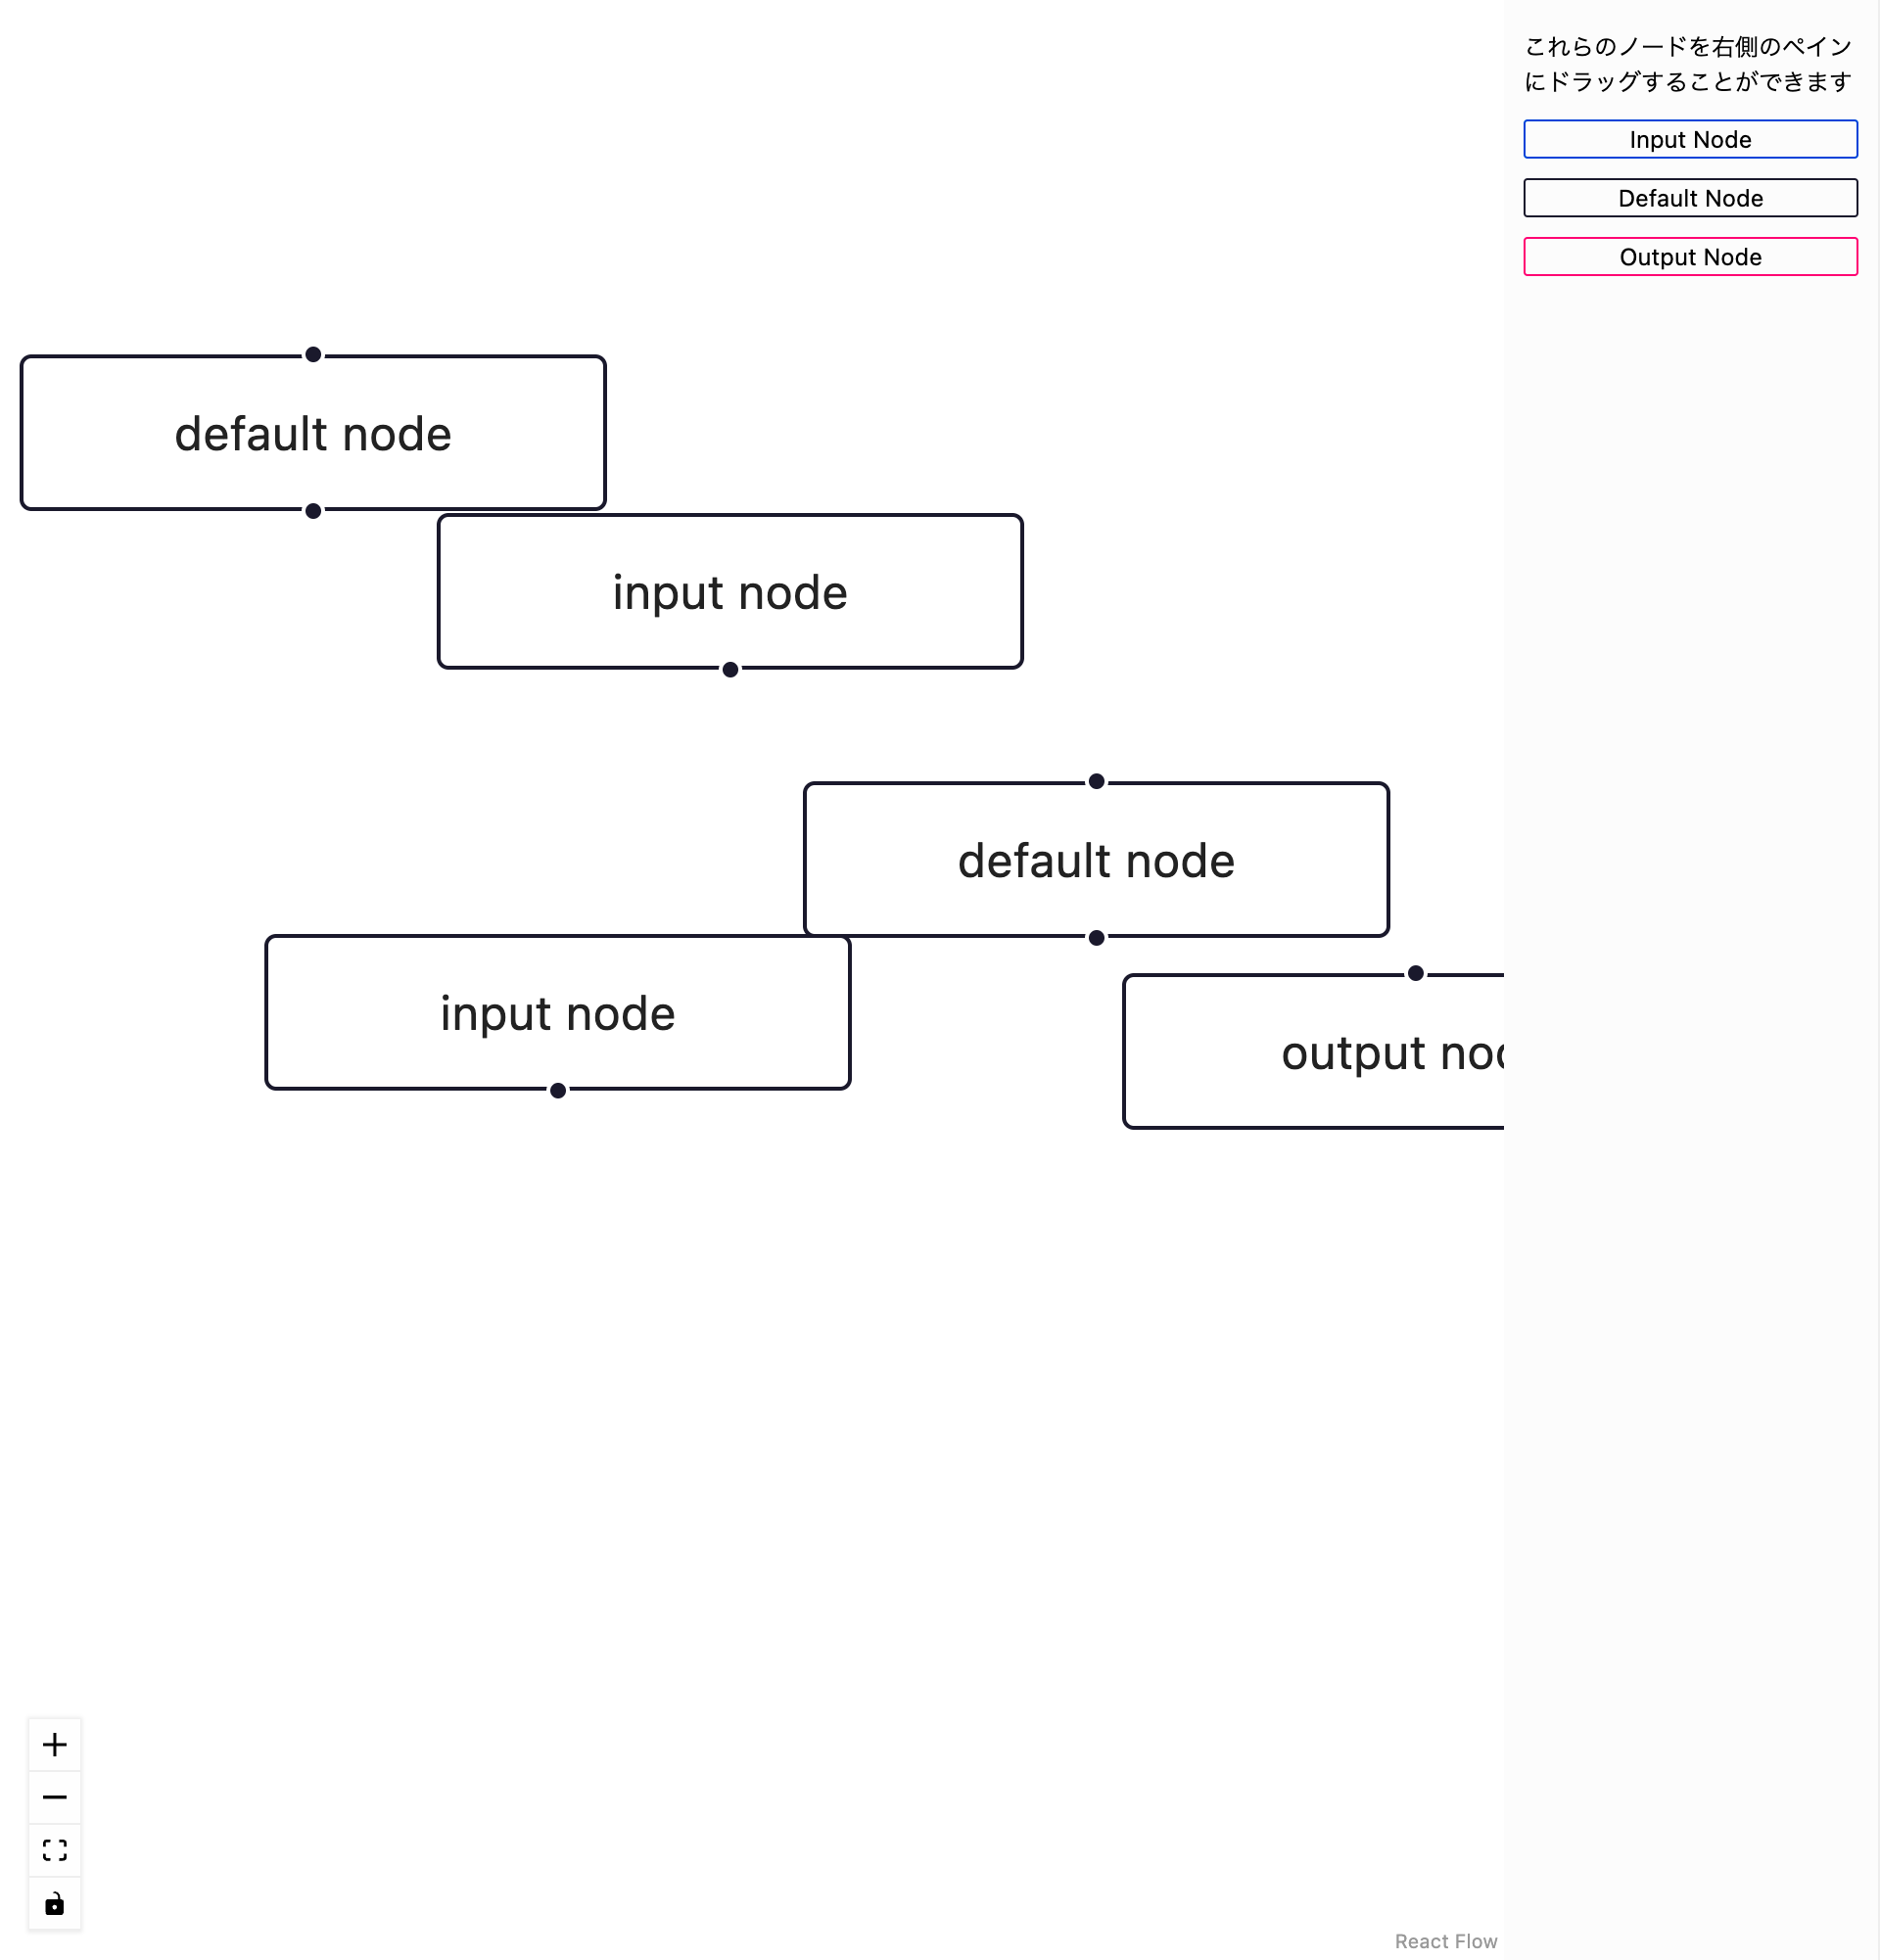 これらのノードを右側のペイン
にドラッグすることができます
Input Node
Default Node
Output Node
default node
input node
default node
input node
output noc
React Flow